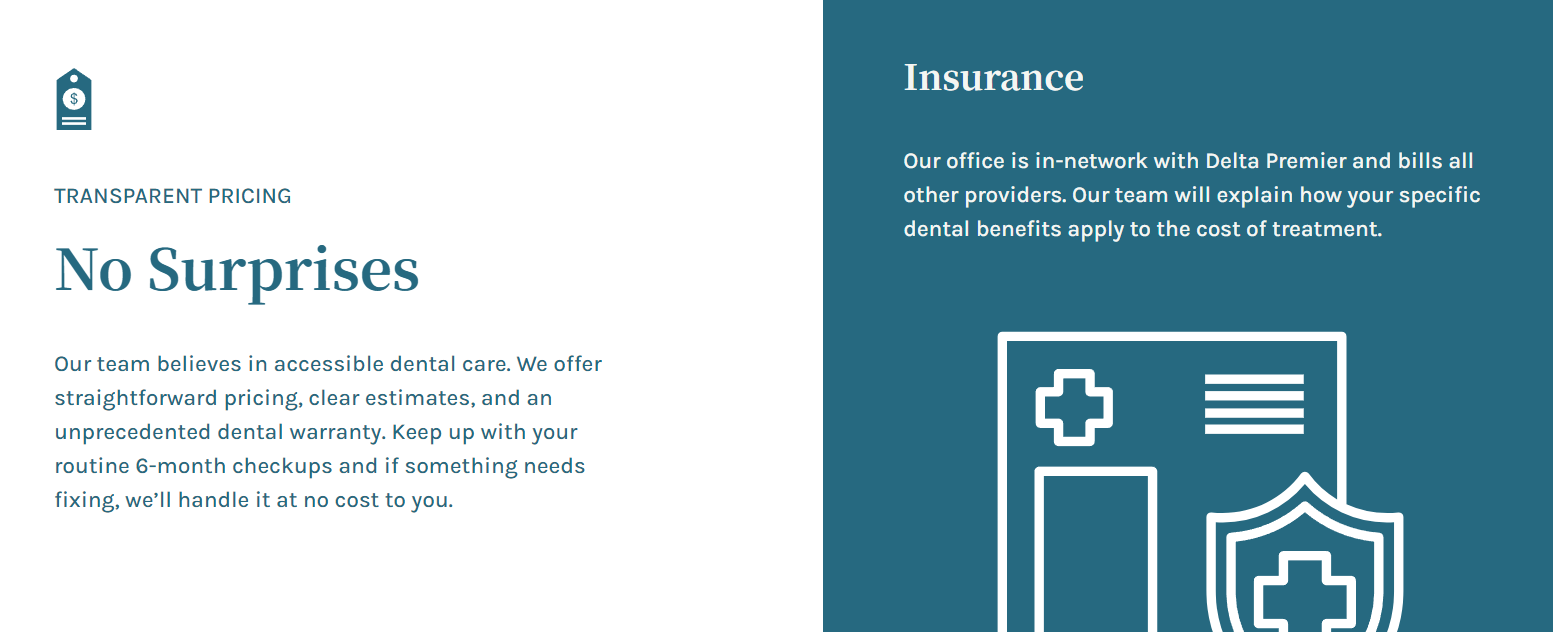 $
TRANSPARENT PRICING
No Surprises
Our team believes in accessible dental care. We offer
straightforward pricing, clear estimates, and an
unprecedented dental warranty. Keep up with your
routine 6-month checkups and if something needs
fixing, we’ll handle it at no cost to you.
Insurance
Our office is in-network with Delta Premier and bills all
other providers. Our team will explain how your specific
dental benefits apply to the cost of treatment.